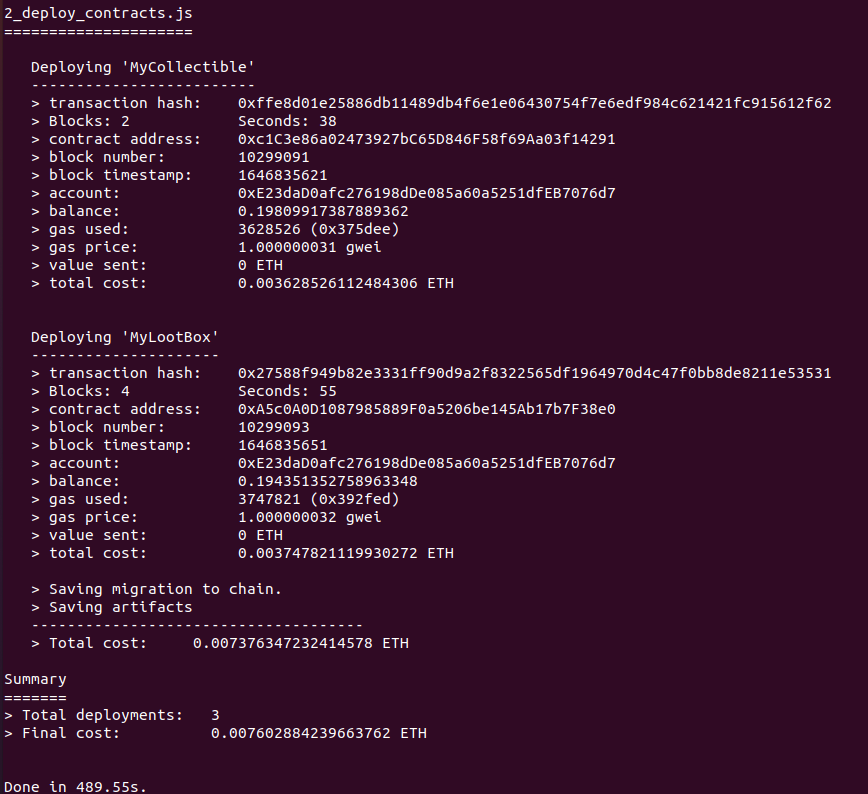 2_deploy_contracts.js
=====================
Deploying 'MyCollectible'
-------------------------
> transaction hash:    0xffe8d01e25886db11489db4f6e1e06430754f7e6edf984c621421fc915612f62
> Blocks: 2            Seconds: 38
> contract address:    0xc1C3e86a02473927bC65D846F58f69Aa03f14291
> block number:        10299091
> block timestamp:     1646835621
> account:             0xE23daD0afc276198dDe085a60a5251dfEB7076d7
> balance:             0.19809917387889362
> gas used:            3628526 (0x375dee)
> gas price:           1.000000031 gwei
> value sent:          0 ETH
> total cost:          0.003628526112484306 ETH
Deploying 'MyLootBox'
---------------------
> transaction hash:    0x27588f949b82e3331ff90d9a2f8322565df1964970d4c47f0bb8de8211e53531
> Blocks: 4            Seconds: 55
> contract address:    0xA5c0A0D1087985889F0a5206be145Ab17b7F38e0
> block number:        10299093
> block timestamp:     1646835651
> account:             0xE23daD0afc276198dDe085a60a5251dfEB7076d7
> balance:             0.194351352758963348
> gas used:            3747821 (0x392fed)
> gas price:           1.000000032 gwei
> value sent:          0 ETH
> total cost:          0.003747821119930272 ETH
> Saving migration to chain.
> Saving artifacts
-------------------------------------
> Total cost:     0.007376347232414578 ETH
Summary
=======
> Total deployments:   3
> Final cost:          0.007602884239663762 ETH
Done in 489.55s.